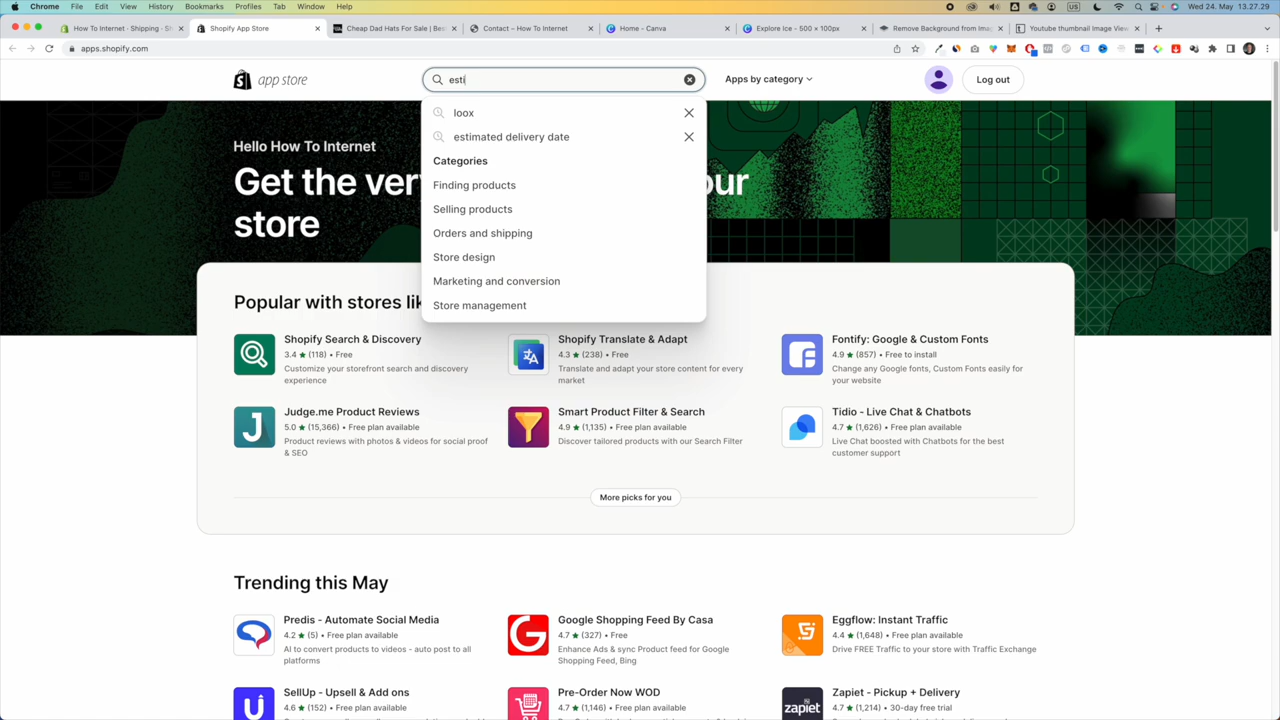 Chrome File Edit View History Bookmarks Profiles Tab Window Help
US
Wed 24. May 13.27.29
How To Internet - Shipping - Sh
Shopify App Store
Cheap Dad Hats For Sale | Bes
Contact – How To Internet
Home - Canva
Explore Ice - 500 × 100px
Remove Background from Imag
Youtube thumbnail Image View
apps.shopify.com
app store
esti
Apps by category
Log out
loox
estimated delivery date
Categories
Finding products
Selling products
Orders and shipping
Store design
Marketing and conversion
Store management
Hello How To Internet
Get the ver
our
store
Popular with stores lik
Shopify Search & Discovery
3.4 ★ (118) • Free
Customize your storefront search and discovery
experience
Shopify Translate & Adapt
4.3 ★ (238) • Free
Translate and adapt your store content for every
market
Fontify: Google & Custom Fonts
4.9 ★ (857) • Free to install
Change any Google fonts, Custom Fonts easily for
your website
Judge.me Product Reviews
5.0 ★ (15,366) • Free plan available
Product reviews with photos & videos for social proof
& SEO
Smart Product Filter & Search
4.9 ★ (1,135) • Free plan available
Discover tailored products with our Search Filter
Tidio - Live Chat & Chatbots
4.7 ★ (1,626) • Free plan available
Live Chat boosted with Chatbots for the best
customer support
More picks for you
Trending this May
Predis - Automate Social Media
4.2 ★ (5) • Free plan available
AI to convert products to videos - auto post to all
platforms
Google Shopping Feed By Casa
4.7 ★ (327) • Free
Enhance Ads & sync Product feed for Google
Shopping Feed, Bing
Eggflow: Instant Traffic
4.4 ★ (1,648) • Free plan available
Drive FREE Traffic to your store with Traffic Exchange
SellUp - Upsell & Add ons
4.6 ★ (152) • Free plan available
Pre-Order Now WOD
4.7 ★ (1,146) • Free plan available
zapiet
Zapiet - Pickup + Delivery
4.7 ★ (1,214) • 30-day free trial